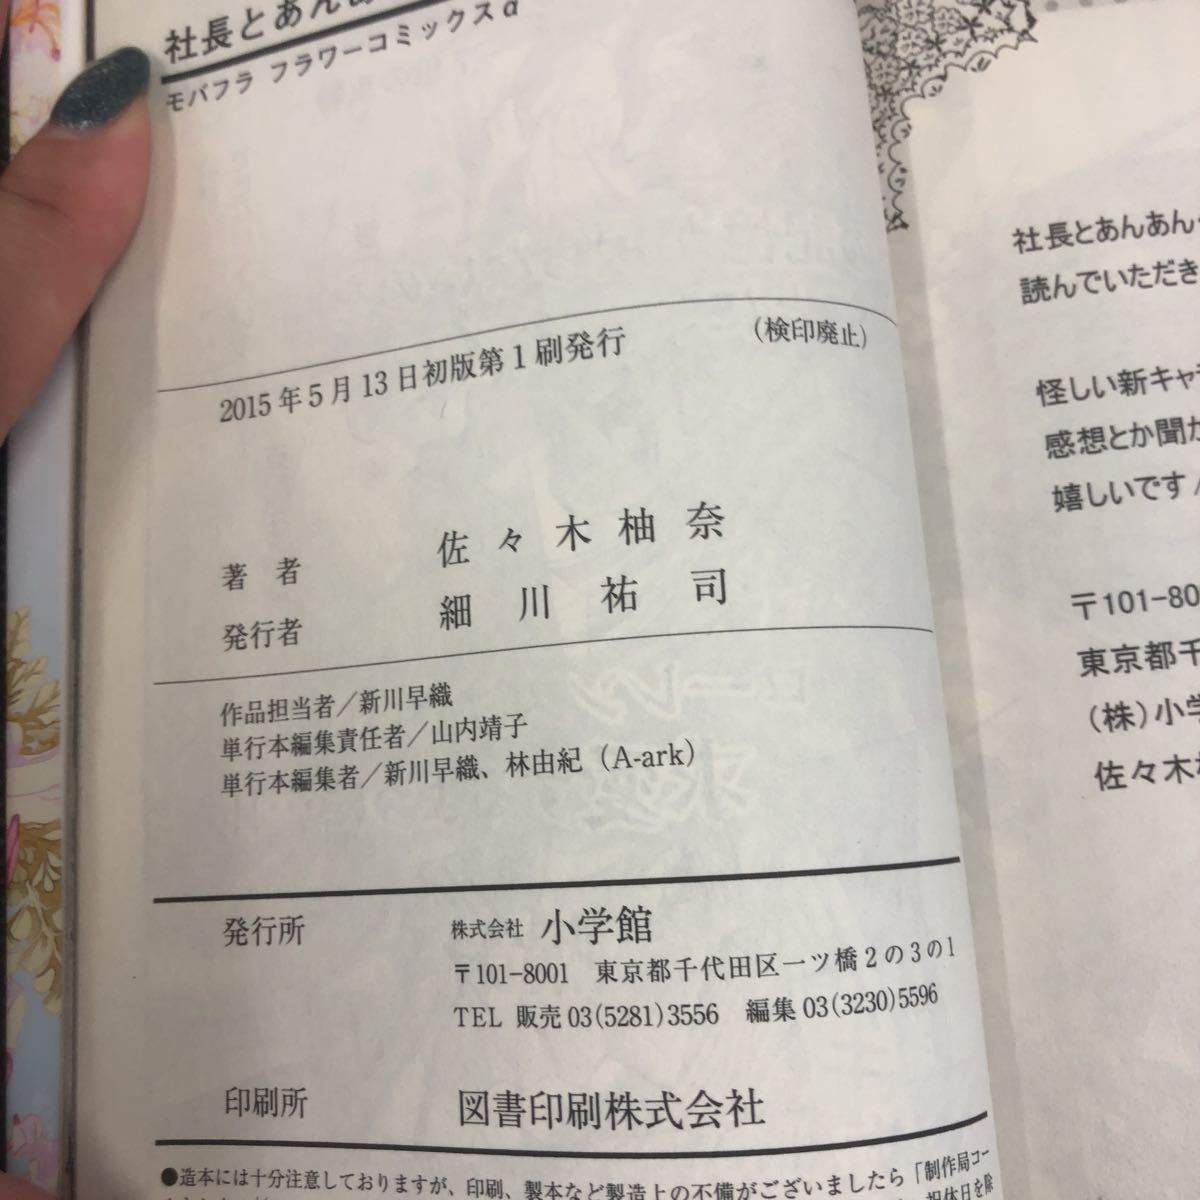 社長とあんあ
モバフラ フラワーコミックスα
2015年5月13日初版第1刷発行
(検印廃止)
著者 佐々木柚奈
発行者 細川祐司
作品担当者/新川早織
単行本編集責任者/山内靖子
単行本編集者/新川早織、林由紀(A-ark)
発行所 株式会社 小学館
〒101-8001 東京都千代田区一ツ橋2の3の1
TEL 販売03(5281)3556 編集03(3230)5596
印刷所 図書印刷株式会社
●造本には十分注意しておりますが、印刷、製本など製造上の不備がございましたら「制作局コー
祝休日を除
社長とあんあん
読んでいただき
怪しい新キャラ
感想とか聞か
嬉しいです
〒101-80
東京都千
(株)小学
佐々木